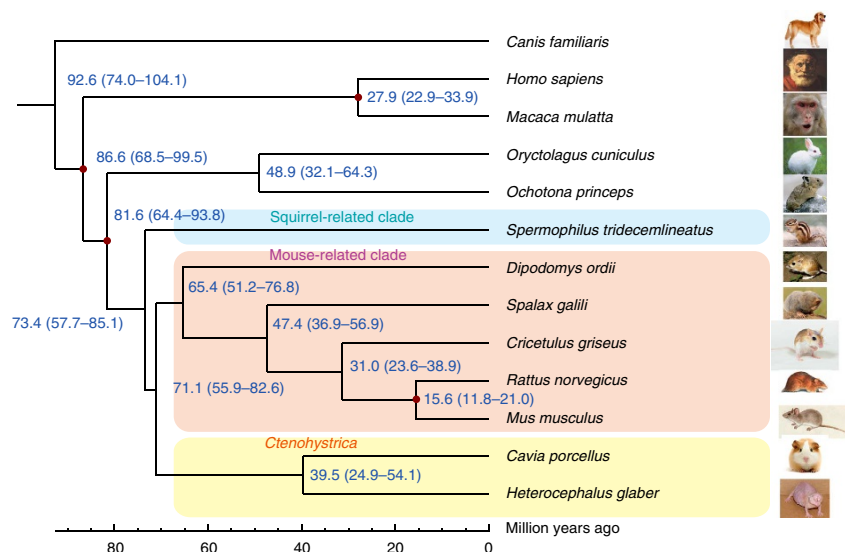 Canis familiaris
92.6 (74.0–104.1)
Homo sapiens
27.9 (22.9–33.9)
Macaca mulatta
86.6 (68.5–99.5)
Oryctolagus cuniculus
48.9 (32.1–64.3)
Ochotona princeps
81.6 (64.4–93.8)
Squirrel-related clade
Spermophilus tridecemlineatus
Mouse-related clade
Dipodomys ordii
65.4 (51.2–76.8)
Spalax galili
73.4 (57.7–85.1)
47.4 (36.9–56.9)
Cricetulus griseus
31.0 (23.6–38.9)
Rattus norvegicus
71.1 (55.9–82.6)
15.6 (11.8–21.0)
Mus musculus
Ctenohystrica
Cavia porcellus
39.5 (24.9–54.1)
Heterocephalus glaber
Million years ago
80 60 40 20 0